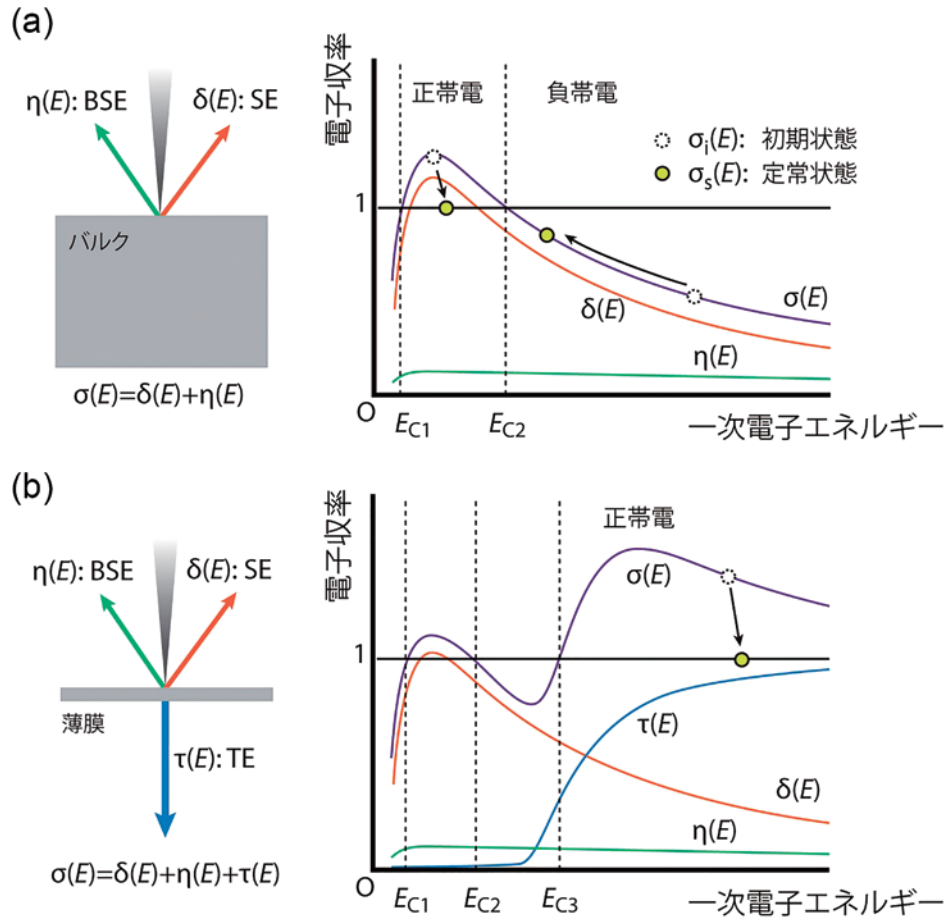 (a)
η(E): BSE
δ(E): SE
バルク
σ(E)=δ(E)+η(E)
電子収率
正帯電
負帯電
σi(E): 初期状態
σs(E): 定常状態
1
σ(E)
δ(E)
η(E)
O
EC1
EC2
一次電子エネルギー
(b)
η(E): BSE
δ(E): SE
薄膜
τ(E): TE
σ(E)=δ(E)+η(E)+τ(E)
電子収率
正帯電
σ(E)
1
τ(E)
δ(E)
η(E)
O
EC1
EC2
EC3
一次電子エネルギー